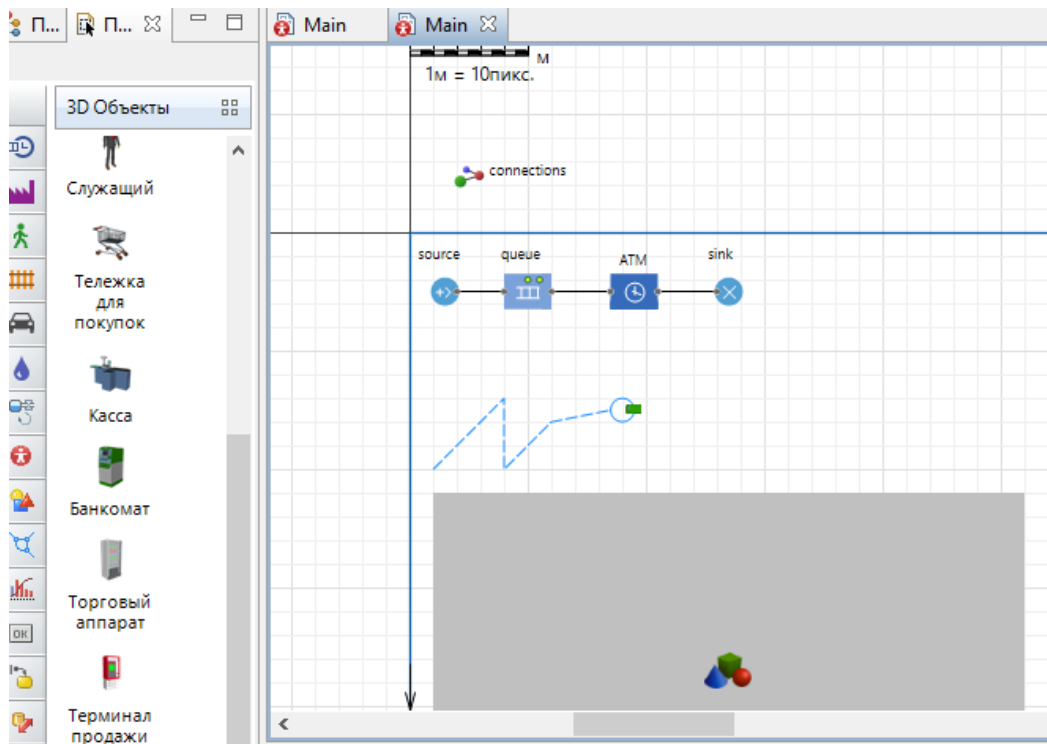 П...
П...
Main
Main
м
1м = 10пикс.
3D Объекты
connections
Служащий
source
queue
ATM
sink
Тележка
для
покупок
Касса
Банкомат
Торговый
аппарат
OK
Терминал
продажи